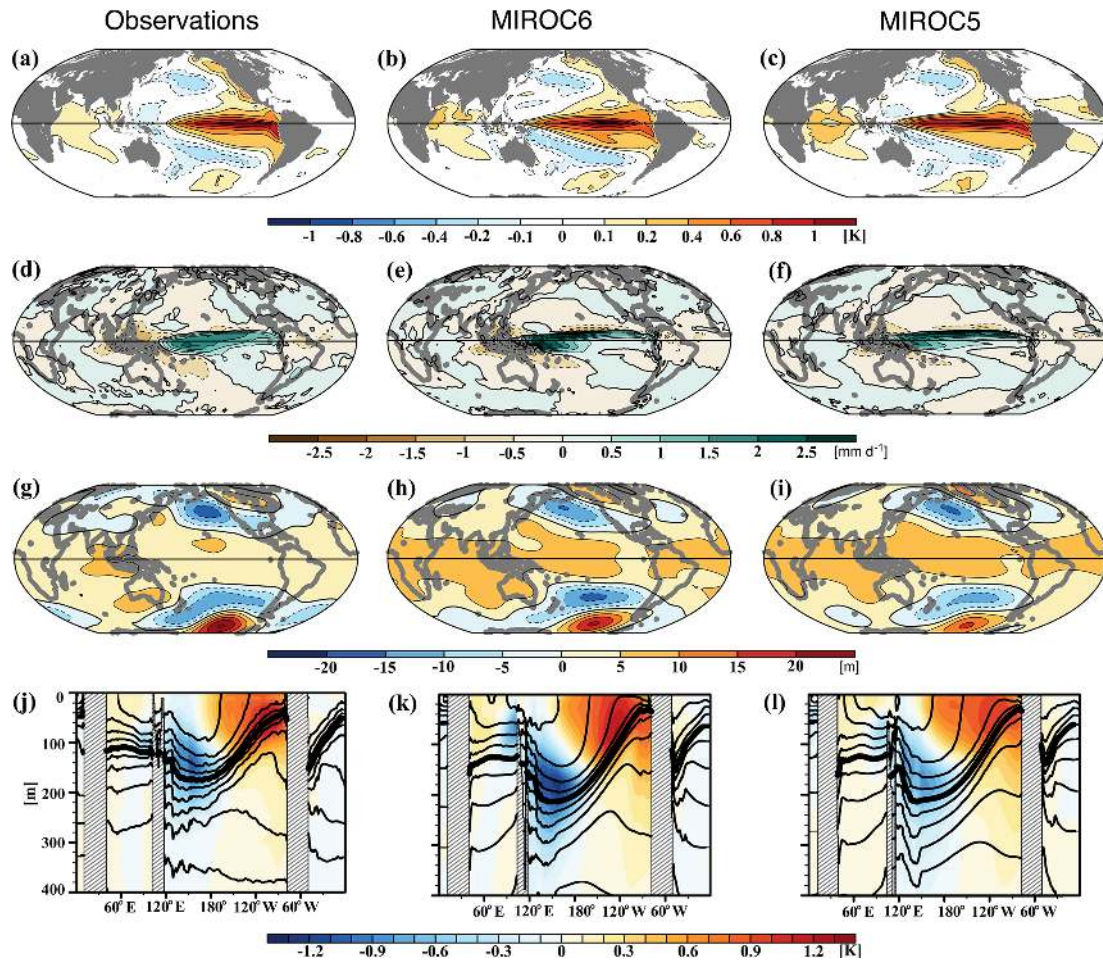 Observations MIROC6 MIROC5
(a) (b) (c)
-1 -0.8 -0.6 -0.4 -0.2 -0.1 0 0.1 0.2 0.4 0.6 0.8 1 [K]
(d) (e) (f)
-2.5 -2 -1.5 -1 -0.5 0 0.5 1 1.5 2 2.5 [mm d⁻¹]
(g) (h) (i)
-20 -15 -10 -5 0 5 10 15 20 [m]
(j) (k) (l)
0
100
[m]
200
300
400
60° E 120° E 180° 120° W 60° W 60° E 120° E 180° 120° W 60° W 60° E 120° E 180° 120° W 60° W
-1.2 -0.9 -0.6 -0.3 0 0.3 0.6 0.9 1.2 [K]